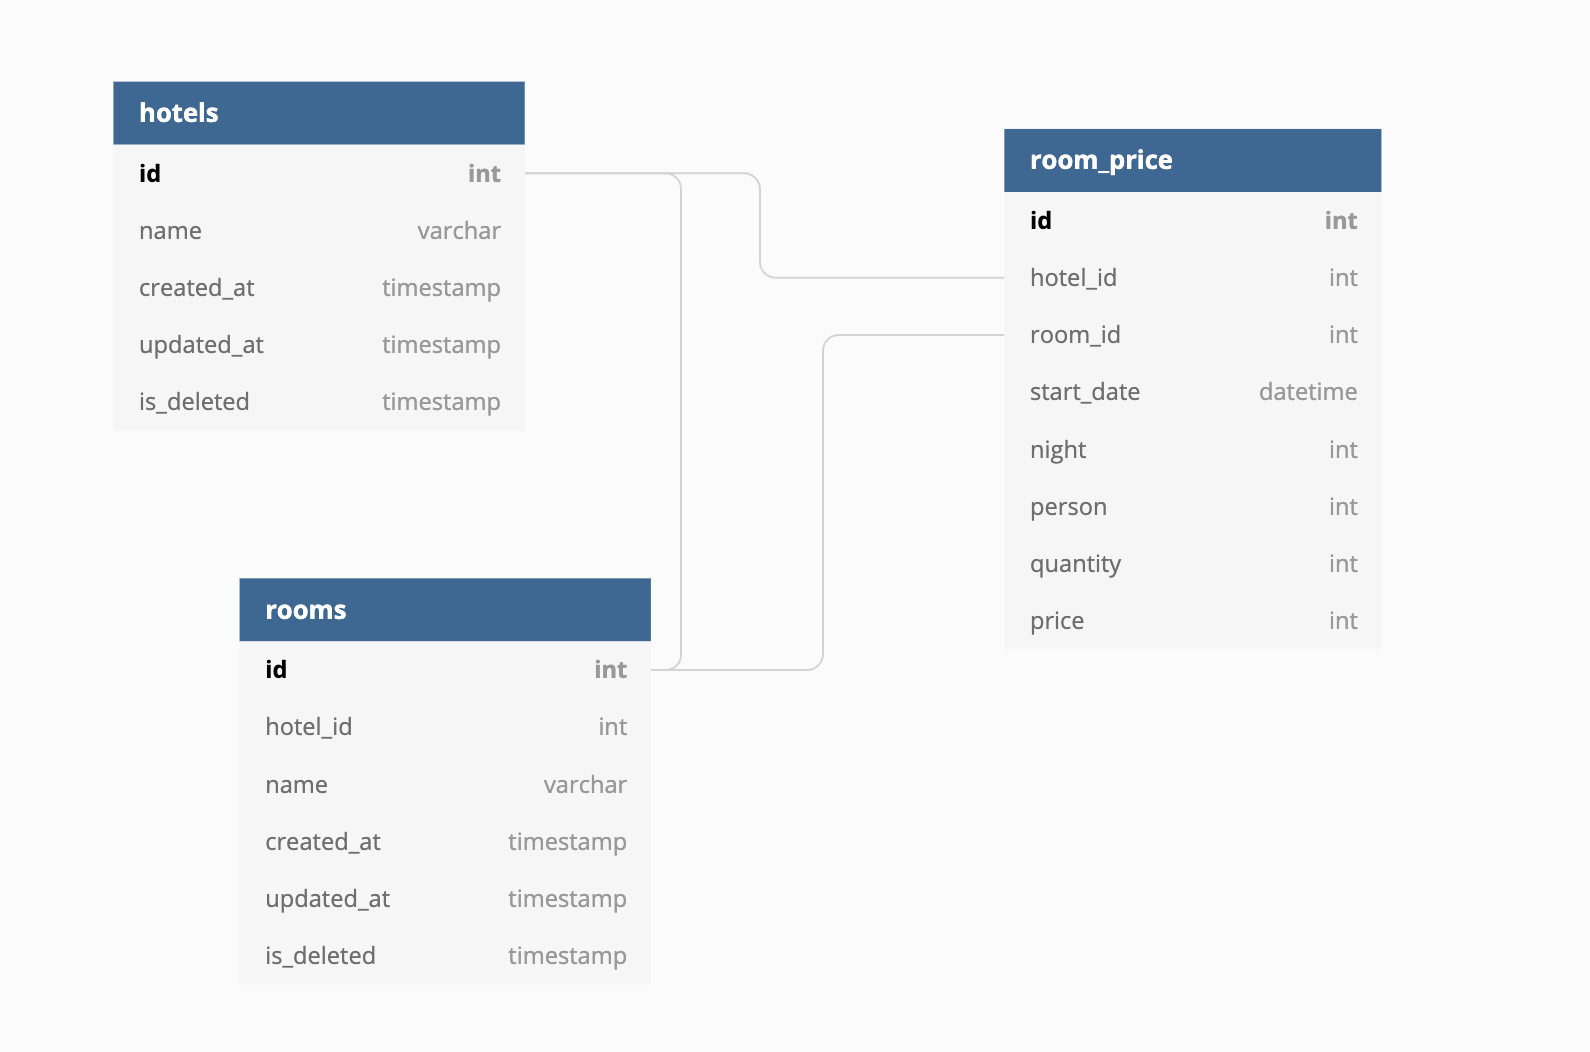 hotels
id int
name varchar
created_at timestamp
updated_at timestamp
is_deleted timestamp
room_price
id int
hotel_id int
room_id int
start_date datetime
night int
person int
quantity int
price int
rooms
id int
hotel_id int
name varchar
created_at timestamp
updated_at timestamp
is_deleted timestamp